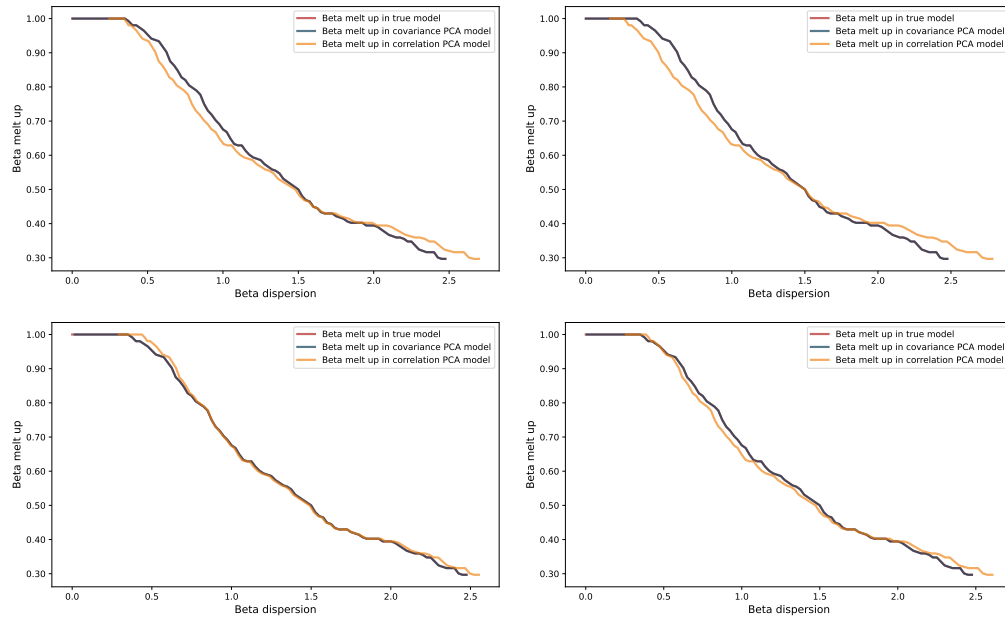 1.00
0.90
0.80
0.70
0.60
0.50
0.40
0.30
Beta melt up
0.0 0.5 1.0 1.5 2.0 2.5
Beta dispersion
Beta melt up in true model
Beta melt up in covariance PCA model
Beta melt up in correlation PCA model
1.00
0.90
0.80
0.70
0.60
0.50
0.40
0.30
Beta melt up
0.0 0.5 1.0 1.5 2.0 2.5
Beta dispersion
Beta melt up in true model
Beta melt up in covariance PCA model
Beta melt up in correlation PCA model
1.00
0.90
0.80
0.70
0.60
0.50
0.40
0.30
Beta melt up
0.0 0.5 1.0 1.5 2.0 2.5
Beta dispersion
Beta melt up in true model
Beta melt up in covariance PCA model
Beta melt up in correlation PCA model
1.00
0.90
0.80
0.70
0.60
0.50
0.40
0.30
Beta melt up
0.0 0.5 1.0 1.5 2.0 2.5
Beta dispersion
Beta melt up in true model
Beta melt up in covariance PCA model
Beta melt up in correlation PCA model